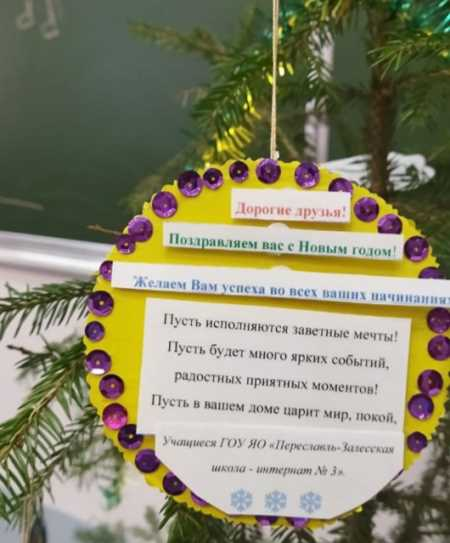 Дорогие друзья!
Поздравляем вас с Новым годом!
Желаем Вам успеха во всех ваших начинаниях
Пусть исполняются заветные мечты!
Пусть будет много ярких событий,
радостных приятных моментов!
Пусть в вашем доме царит мир, покой,
Учащиеся ГОУ ЯО «Переславль-Залесская
школа - интернат № 3».